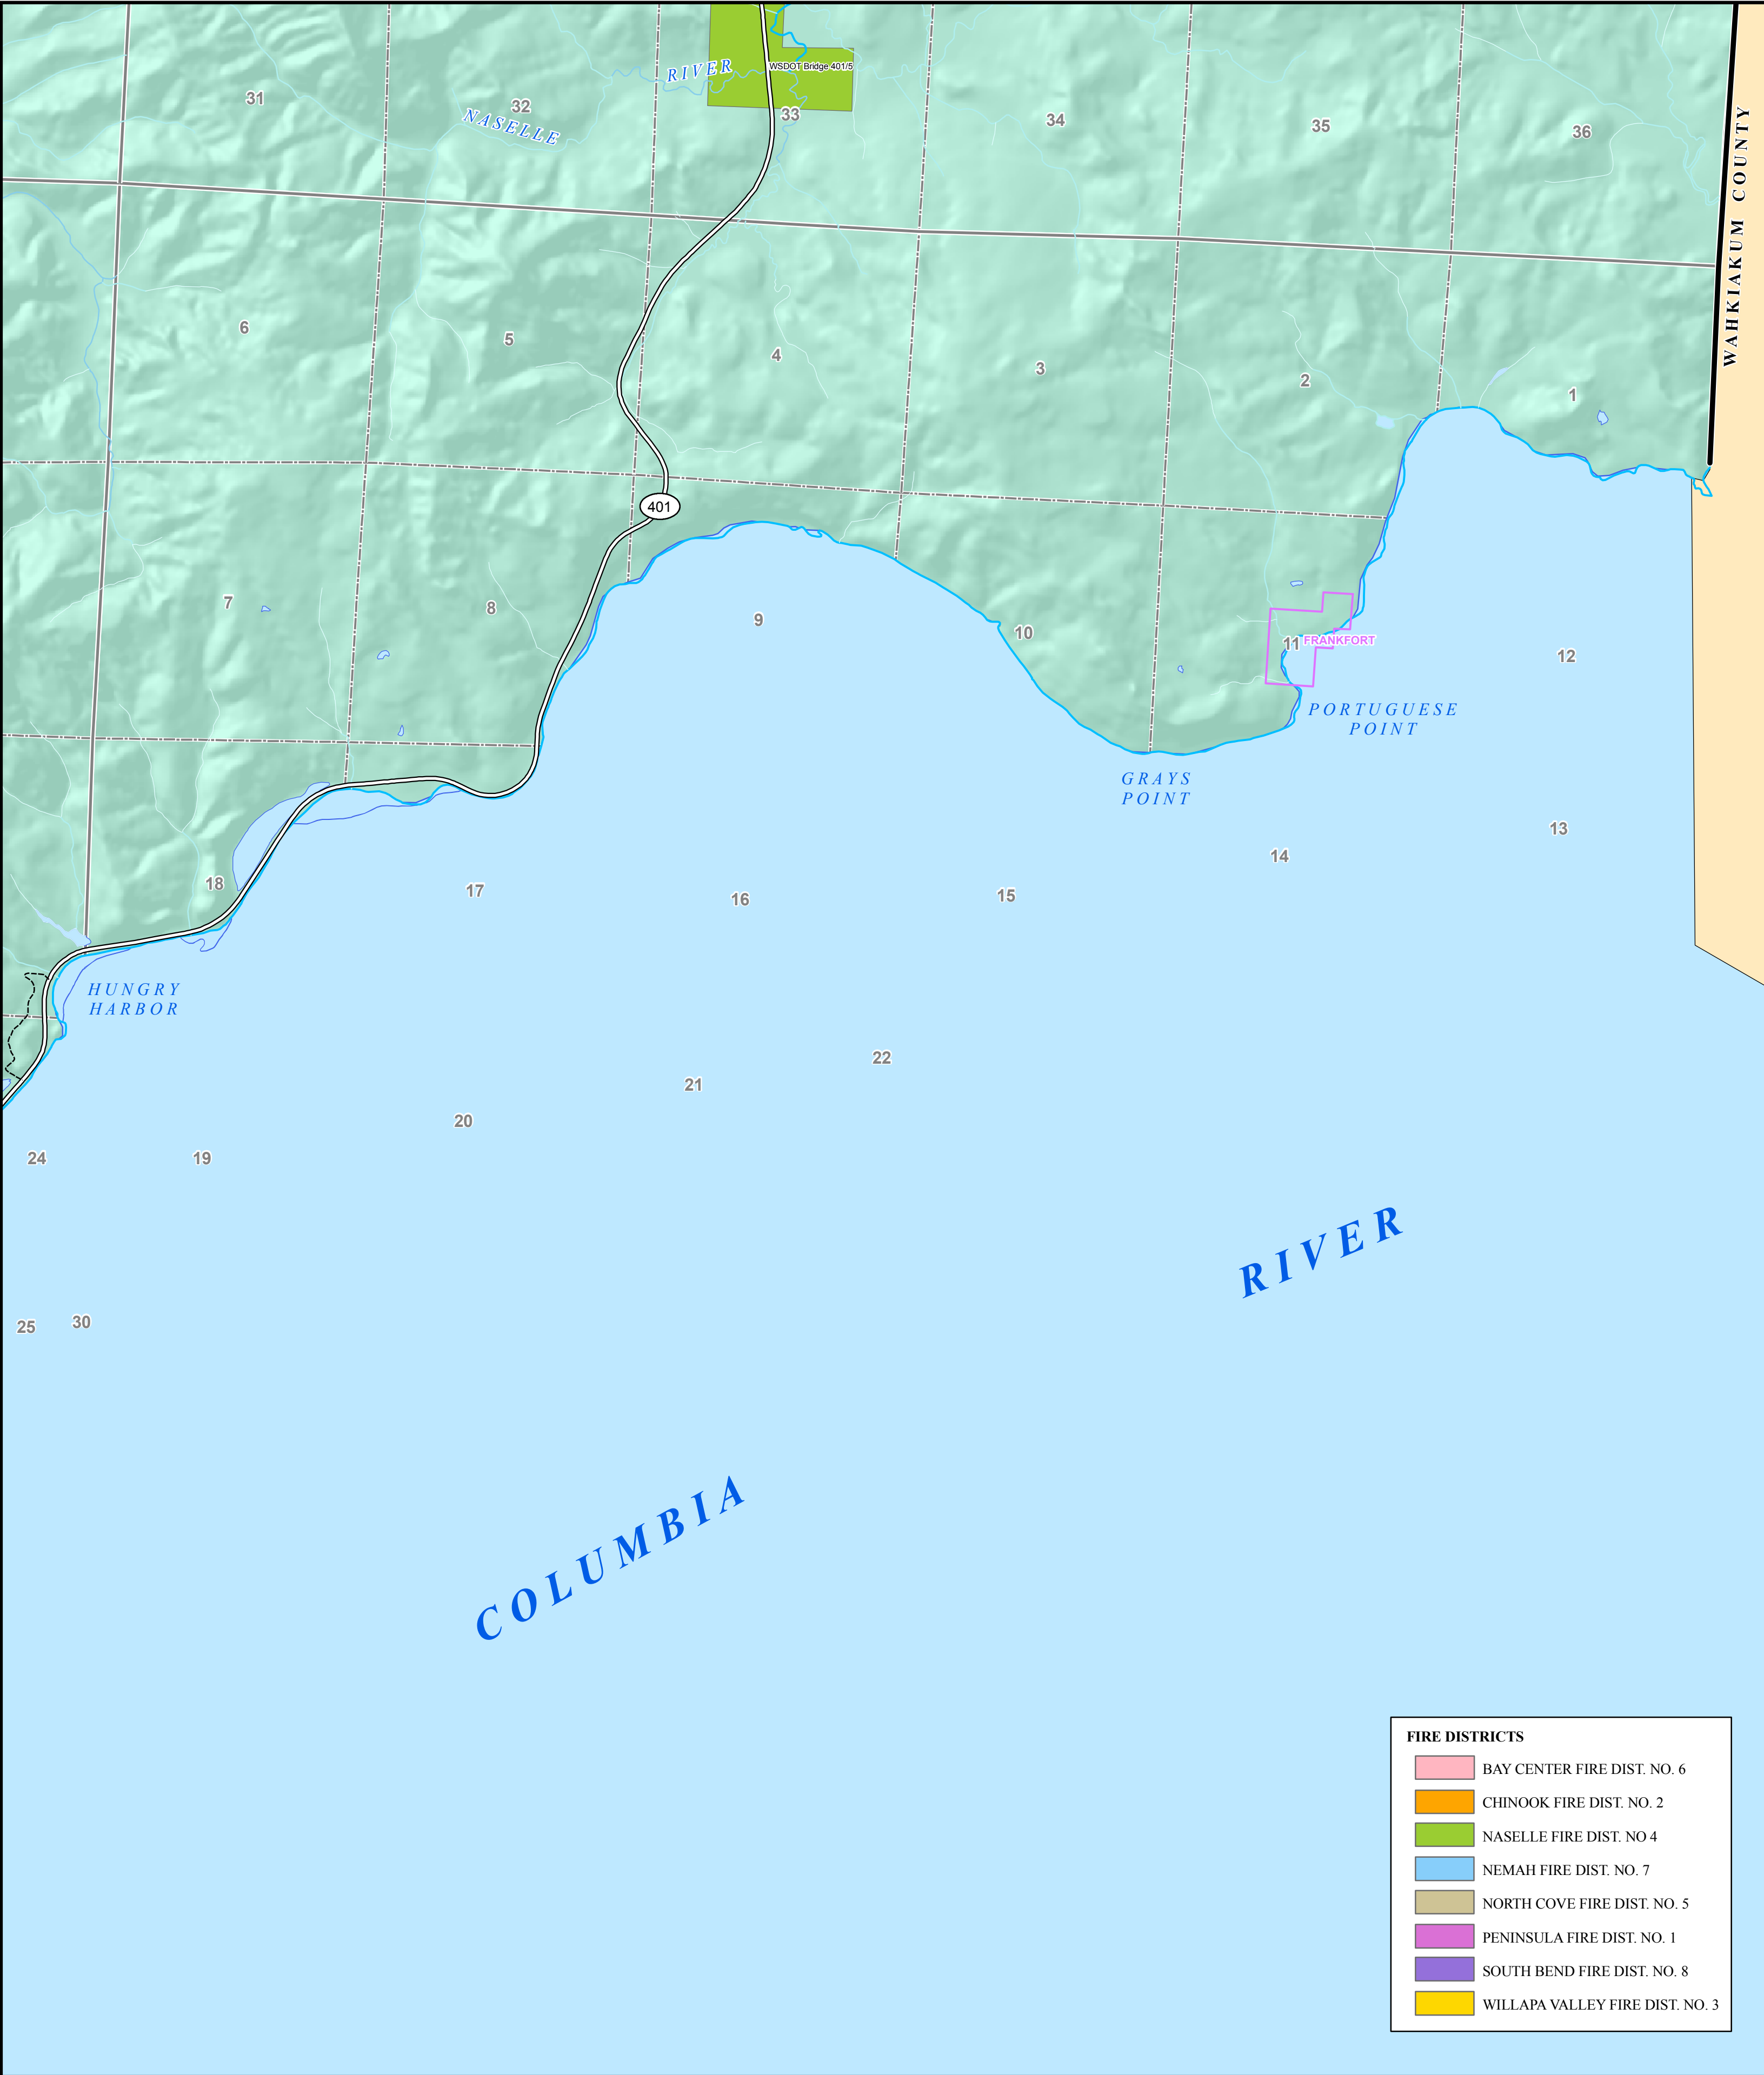 WSDOT Bridge 401/5
RIVER
NASELLE
31
32
33
34
35
36
WAHKIAKUM COUNTY
6
5
4
3
2
1
401
7
8
9
10
11
FRANKFORT
12
PORTUGUESE
POINT
GRAYS
POINT
18
17
16
15
14
13
HUNGRY
HARBOR
24
19
20
21
22
25
30
COLUMBIA
RIVER
FIRE DISTRICTS
BAY CENTER FIRE DIST. NO. 6
CHINOOK FIRE DIST. NO. 2
NASELLE FIRE DIST. NO 4
NEMAH FIRE DIST. NO. 7
NORTH COVE FIRE DIST. NO. 5
PENINSULA FIRE DIST. NO. 1
SOUTH BEND FIRE DIST. NO. 8
WILLAPA VALLEY FIRE DIST. NO. 3